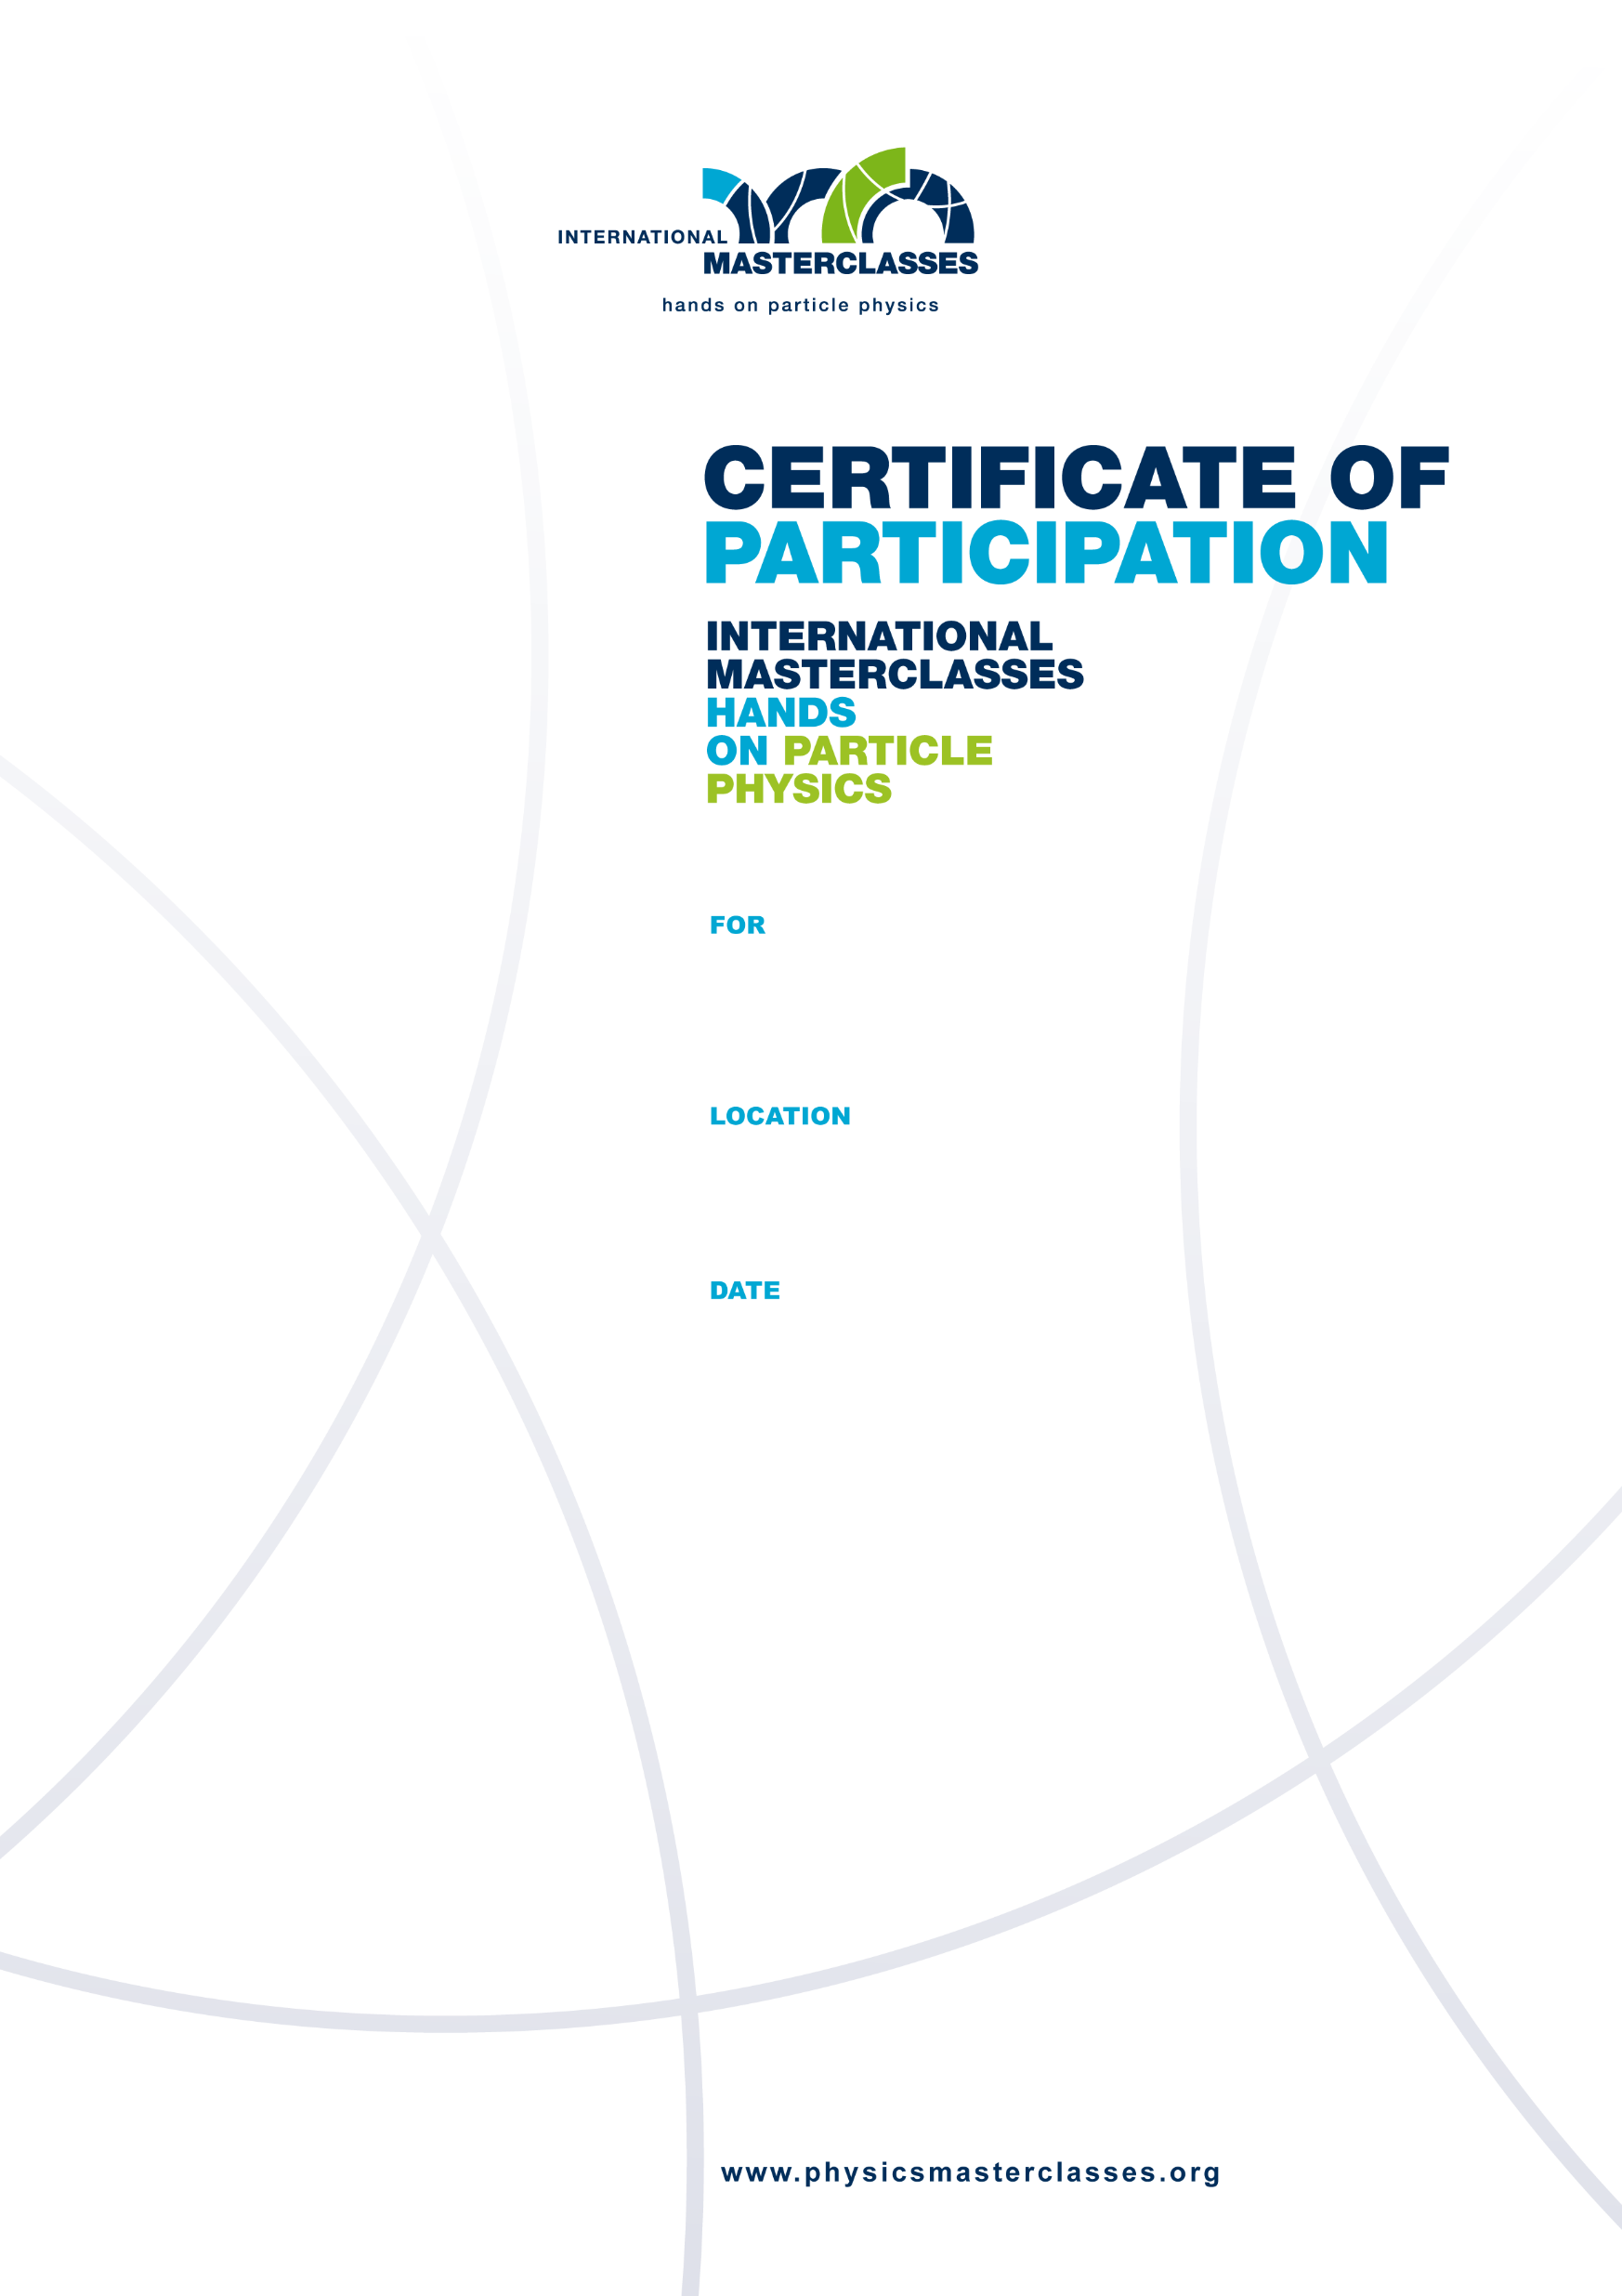 INTERNATIONAL
MASTERCLASSES
hands on particle physics
CERTIFICATE OF
PARTICIPATION
INTERNATIONAL
MASTERCLASSES
HANDS
ON PARTICLE
PHYSICS
FOR
LOCATION
DATE
www.physicsmasterclasses.org